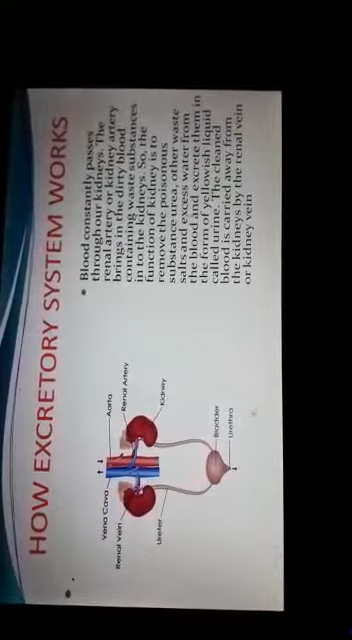 HOW EXCRETORY SYSTEM WORKS
• Blood constantly passes
throughout kidneys. The
renal artery or kidney artery
brings in the dirty blood
containing waste substances
in to the kidneys. So, the
function of kidney is to
remove the poisonous
substance urea, other waste
salts and excess water from
the blood and excrete them in
the form of yellowish liquid
called urine. The cleaned
blood is carried away from
the kidneys by the renal vein
or kidney vein
Vena Cava
Aorta
Renal Vein
Renal Artery
Kidney
Ureter
Bladder
Urethra